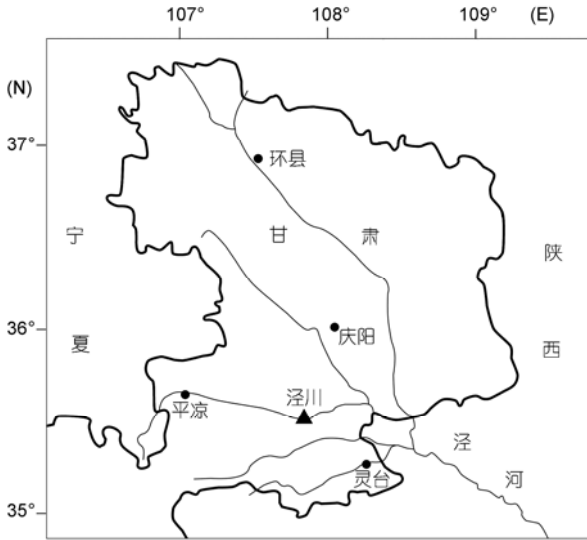 107° 108° 109° (E)
(N)
37°
环县
宁 甘 肃 陕
36°
庆阳
夏 西
泾川
平凉
泾
灵台 河
35°